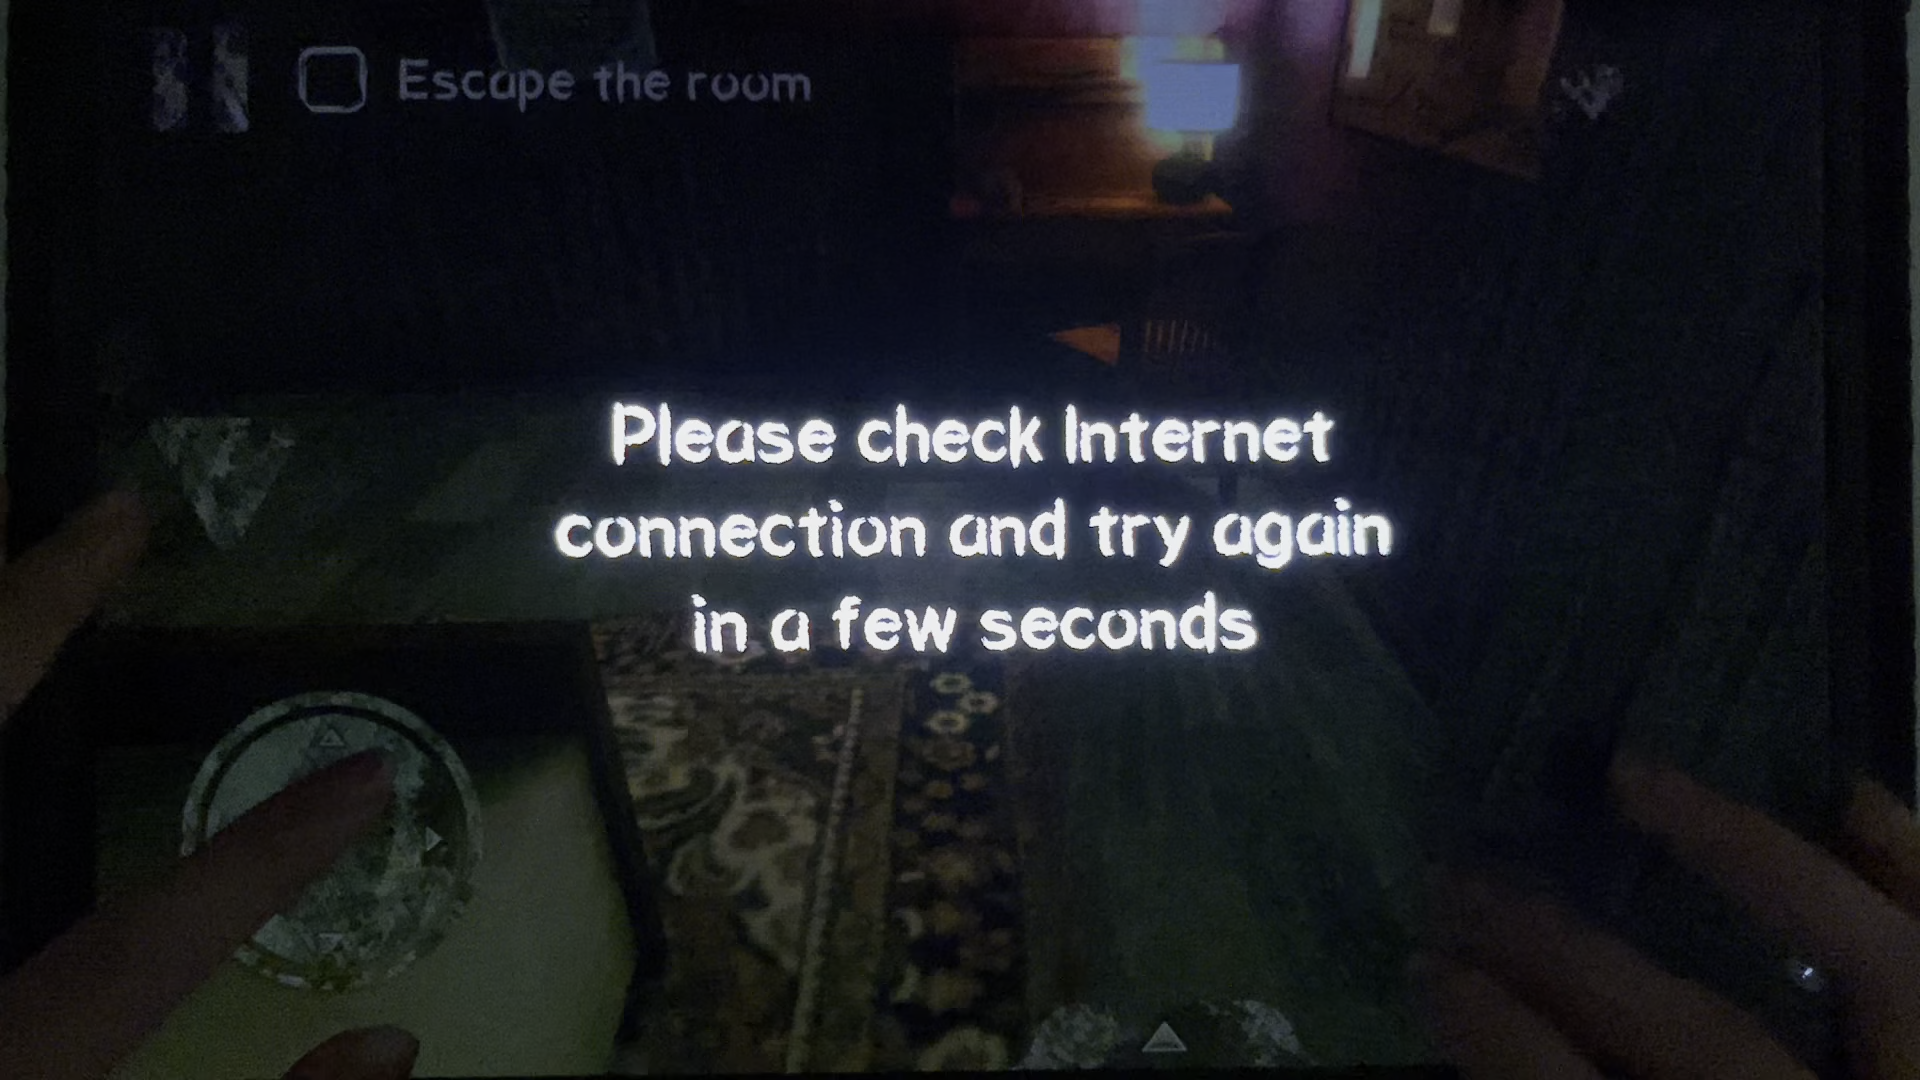 Escape the room
Please check Internet
connection and try again
in a few seconds